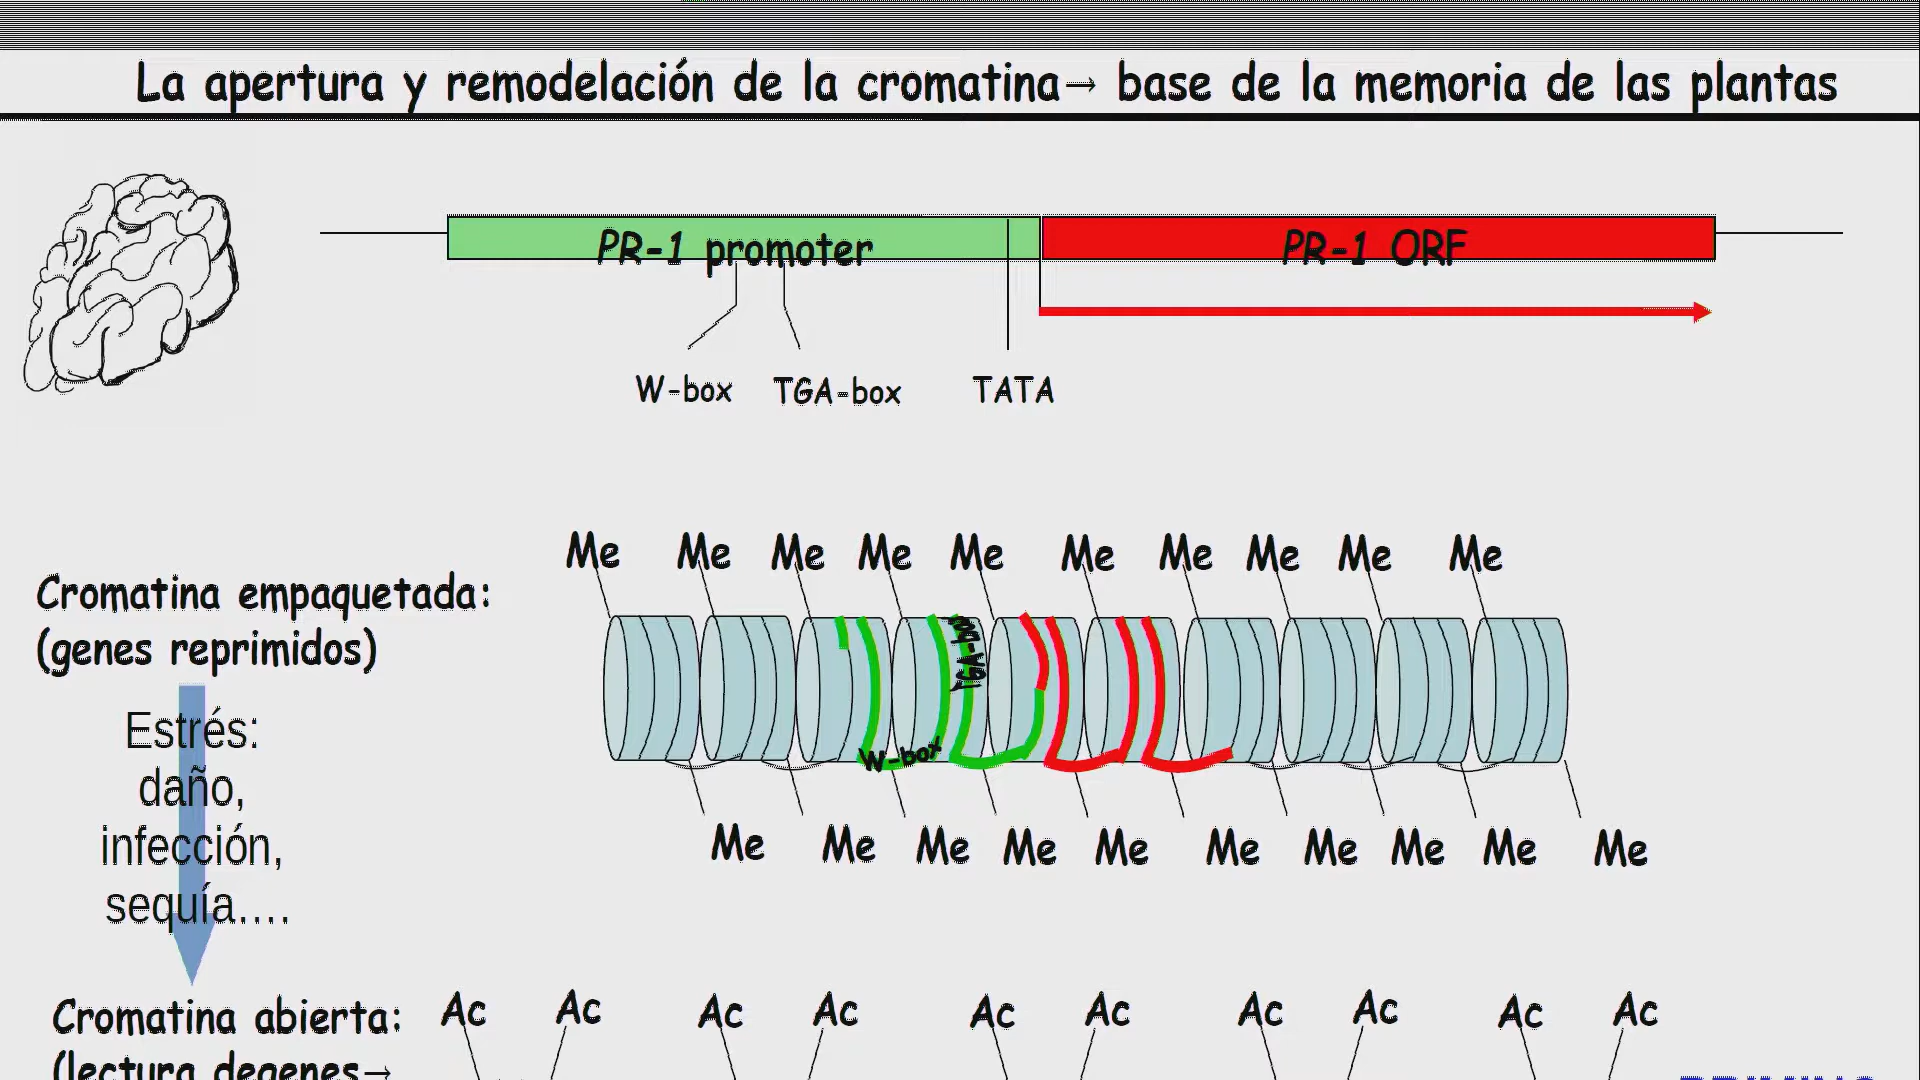 La apertura y remodelación de la cromatina→ base de la memoria de las plantas
PR-1 promoter
PR-1 ORF
W-box
TGA-box
TATA
Me Me Me Me Me Me Me Me Me Me
Cromatina empaquetada:
(genes reprimidos)
TGA-box
W-box
Estrés:
daño,
infección,
sequía....
Me Me Me Me Me Me Me Me Me Me
Cromatina abierta:
Ac Ac Ac Ac Ac Ac Ac Ac Ac Ac
(lectura degenes→